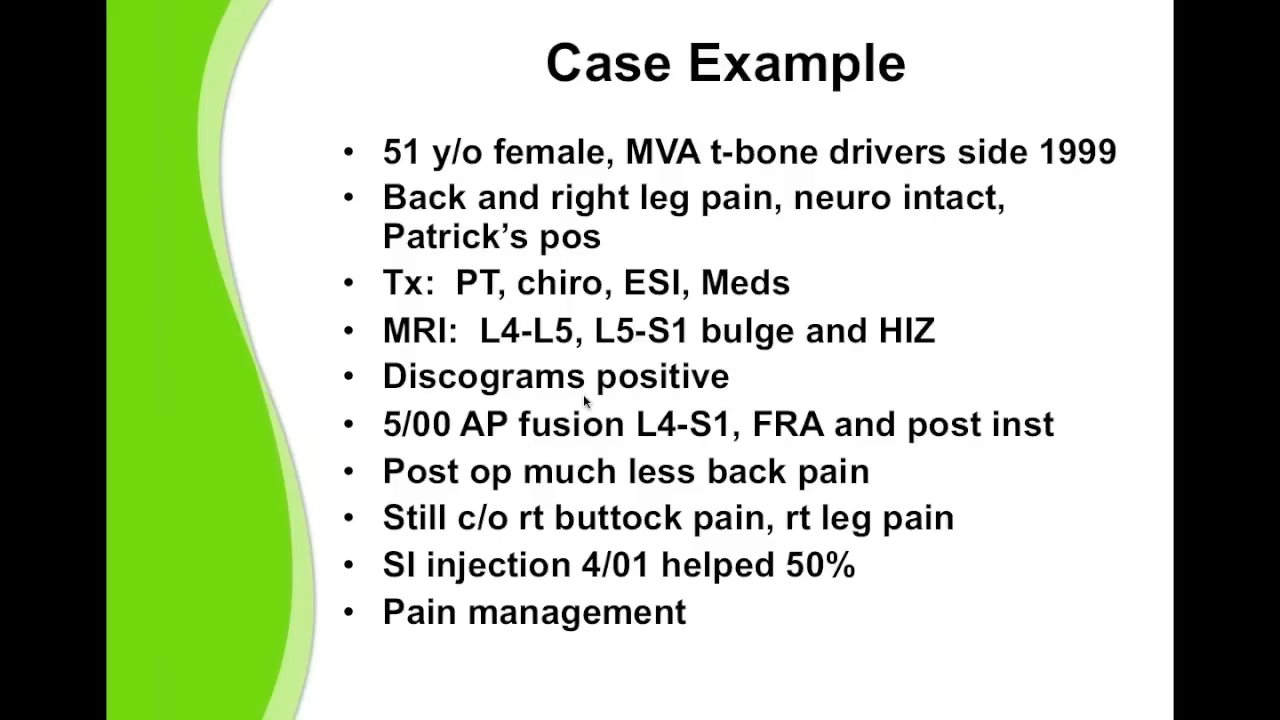 Case Example
• 51 y/o female, MVA t-bone drivers side 1999
• Back and right leg pain, neuro intact,
Patrick’s pos
• Tx:  PT, chiro, ESI, Meds
• MRI:  L4-L5, L5-S1 bulge and HIZ
• Discograms positive
• 5/00 AP fusion L4-S1, FRA and post inst
• Post op much less back pain
• Still c/o rt buttock pain, rt leg pain
• SI injection 4/01 helped 50%
• Pain management